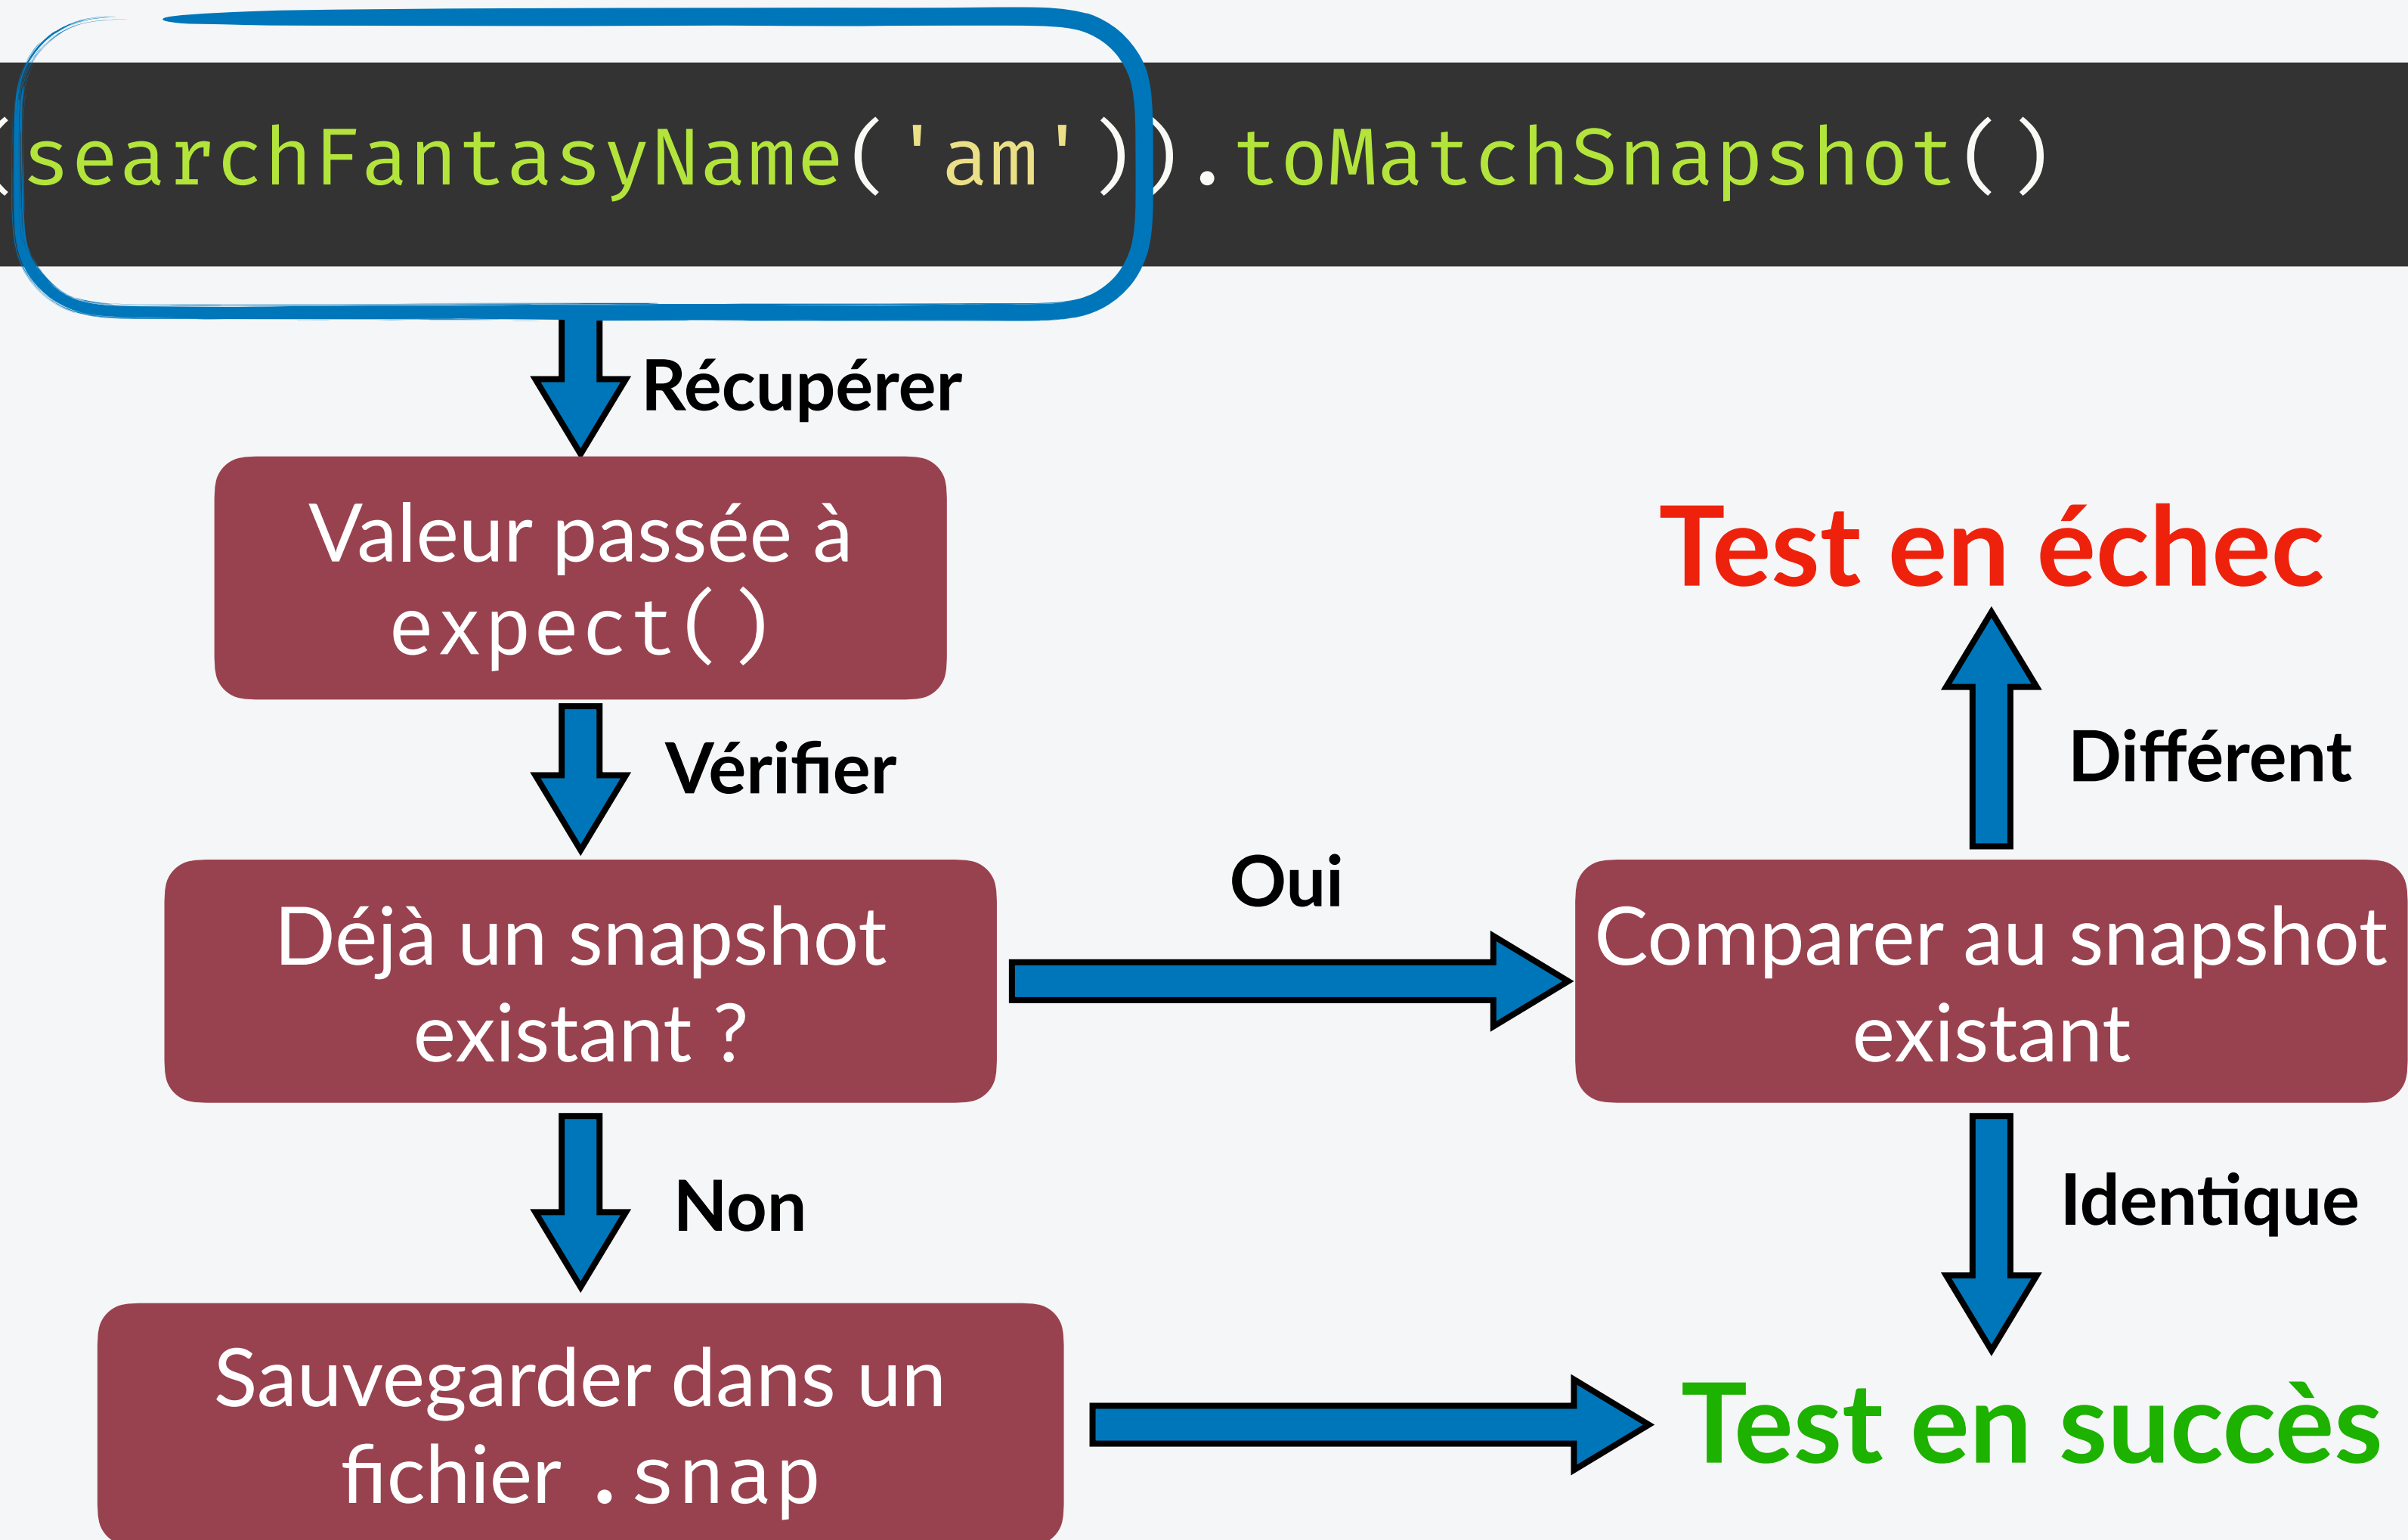 (searchFantasyName('am')).toMatchSnapshot()
Récupérer
Valeur passée à
expect()
Vérifier
Déjà un snapshot
existant ?
Oui
Comparer au snapshot
existant
Différent
Test en échec
Non
Identique
Sauvegarder dans un
fichier .snap
Test en succès